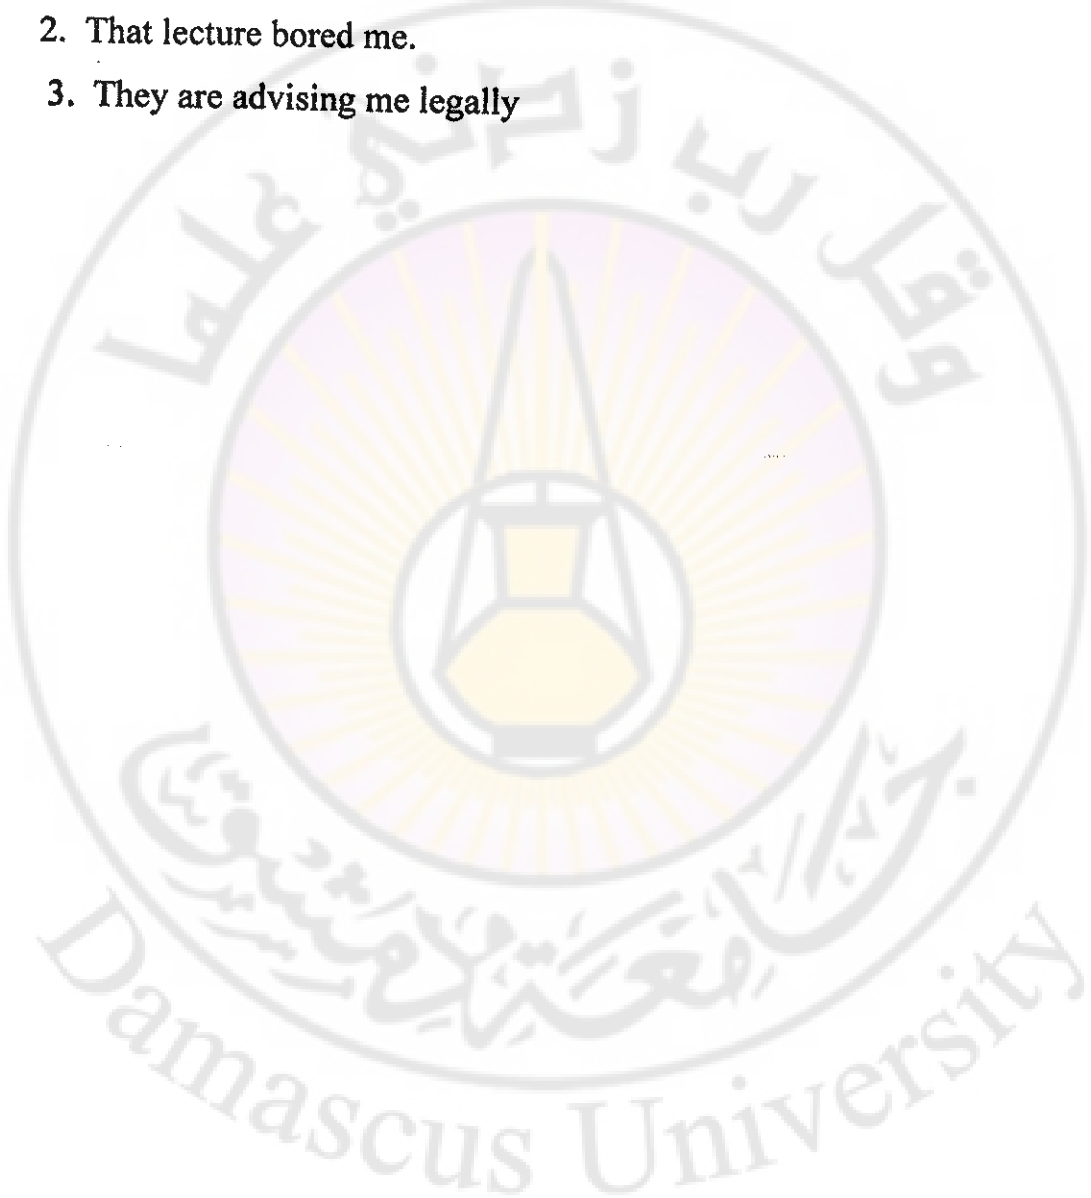 2. That lecture bored me.
3. They are advising me legally
وقل رب زدني علما
جامعة دمشق
Damascus University